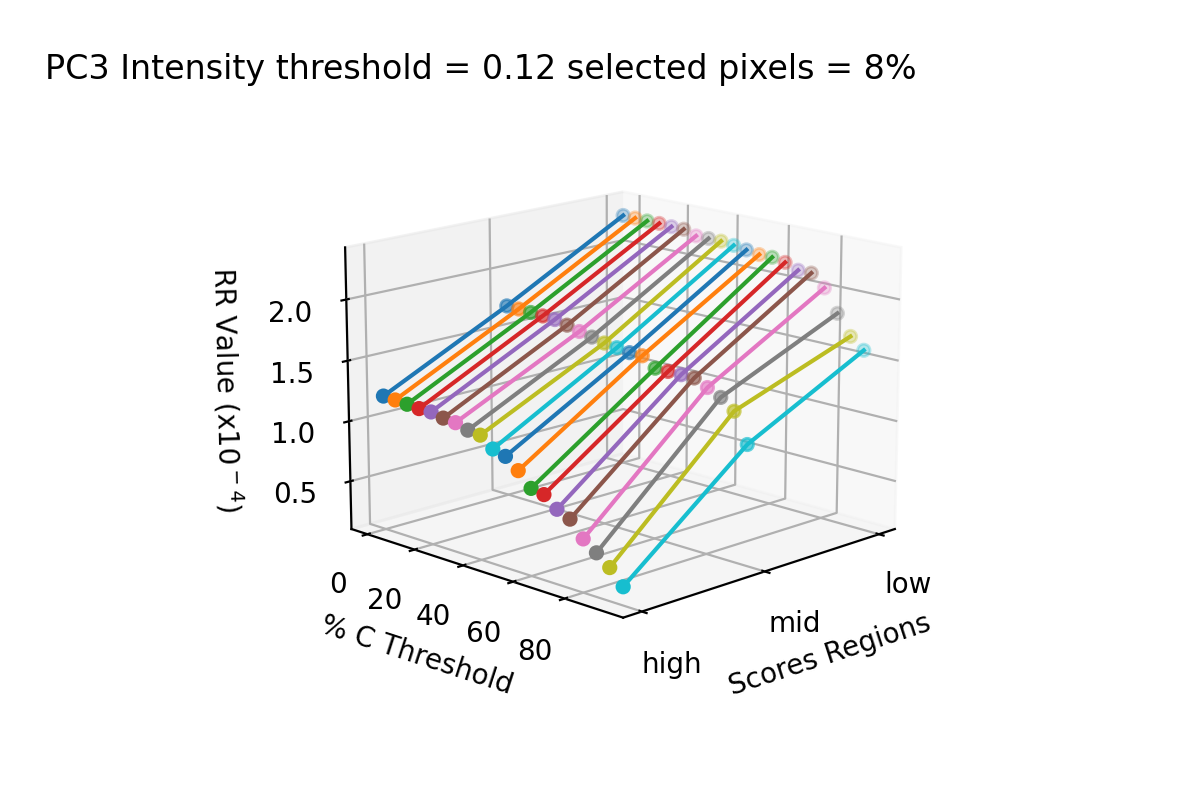 PC3 Intensity threshold = 0.12 selected pixels = 8%
RR Value (x10⁻⁴)
2.0
1.5
1.0
0.5
0
20
40
60
80
% C Threshold
high
mid
low
Scores Regions